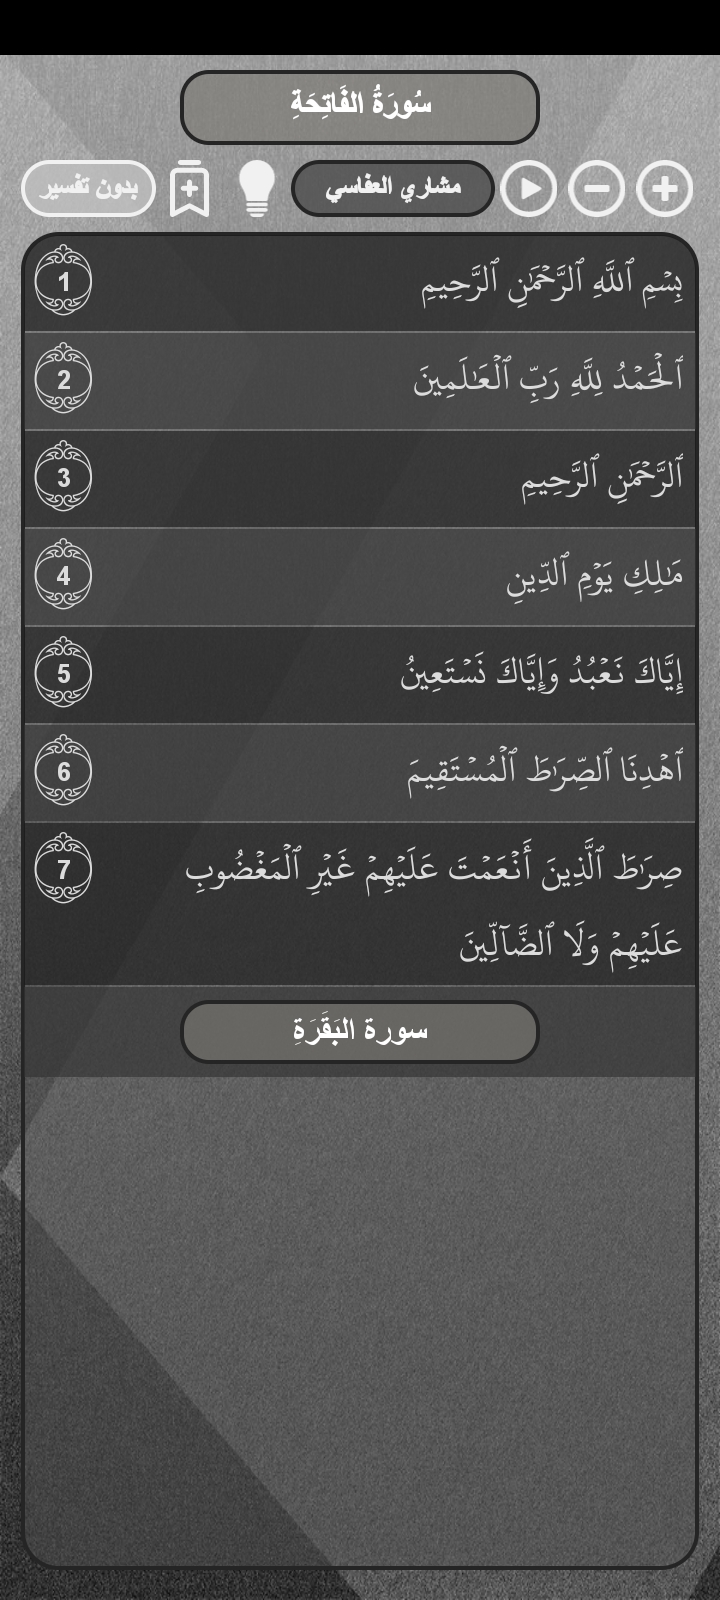 سُورَةُ الفَاتِحَةِ
مشاري العفاسي
بدون تفسير
بِسۡمِ ٱللَّهِ ٱلرَّحۡمَٰنِ ٱلرَّحِيمِ 1
ٱلۡحَمۡدُ لِلَّهِ رَبِّ ٱلۡعَٰلَمِينَ 2
ٱلرَّحۡمَٰنِ ٱلرَّحِيمِ 3
مَٰلِكِ يَوۡمِ ٱلدِّينِ 4
إِيَّاكَ نَعۡبُدُ وَإِيَّاكَ نَسۡتَعِينُ 5
ٱهۡدِنَا ٱلصِّرَٰطَ ٱلۡمُسۡتَقِيمَ 6
صِرَٰطَ ٱلَّذِينَ أَنۡعَمۡتَ عَلَيۡهِمۡ غَيۡرِ ٱلۡمَغۡضُوبِ 7
عَلَيۡهِمۡ وَلَا ٱلضَّآلِّينَ
سورة البَقَرَةِ